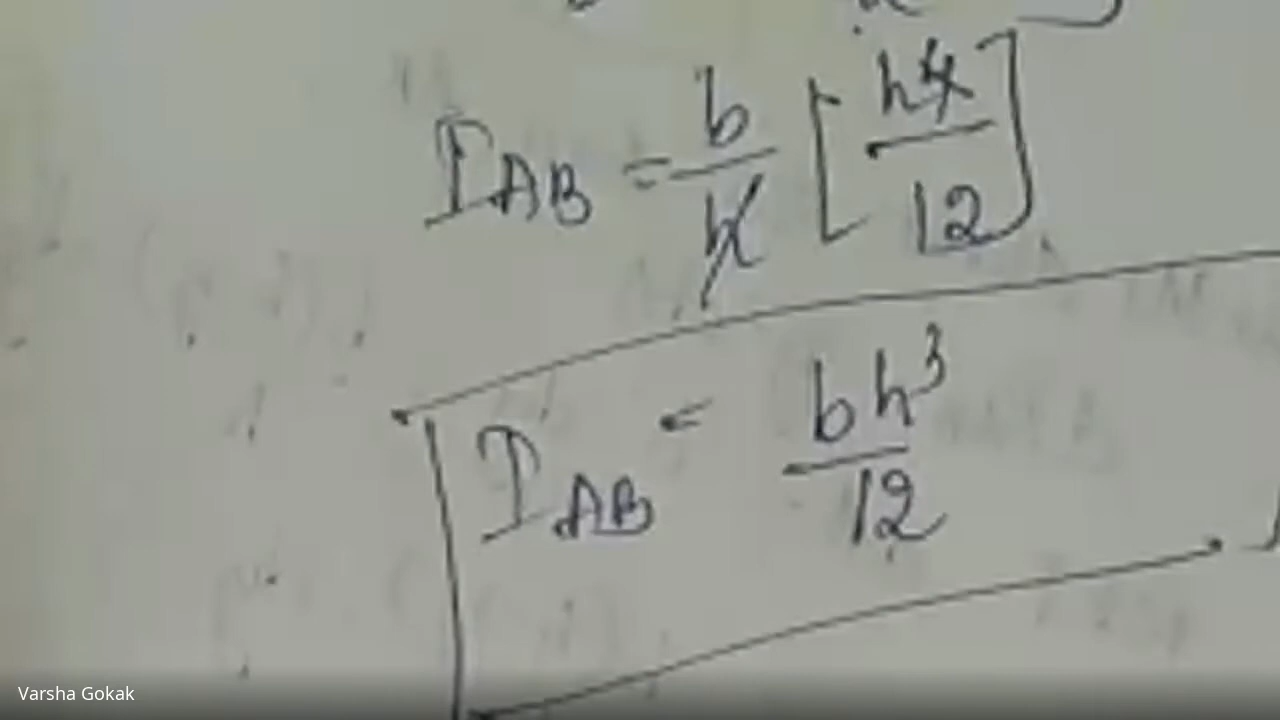 I_AB = b/h [h^4/12]
I_AB = bh^3/12
Varsha Gokak